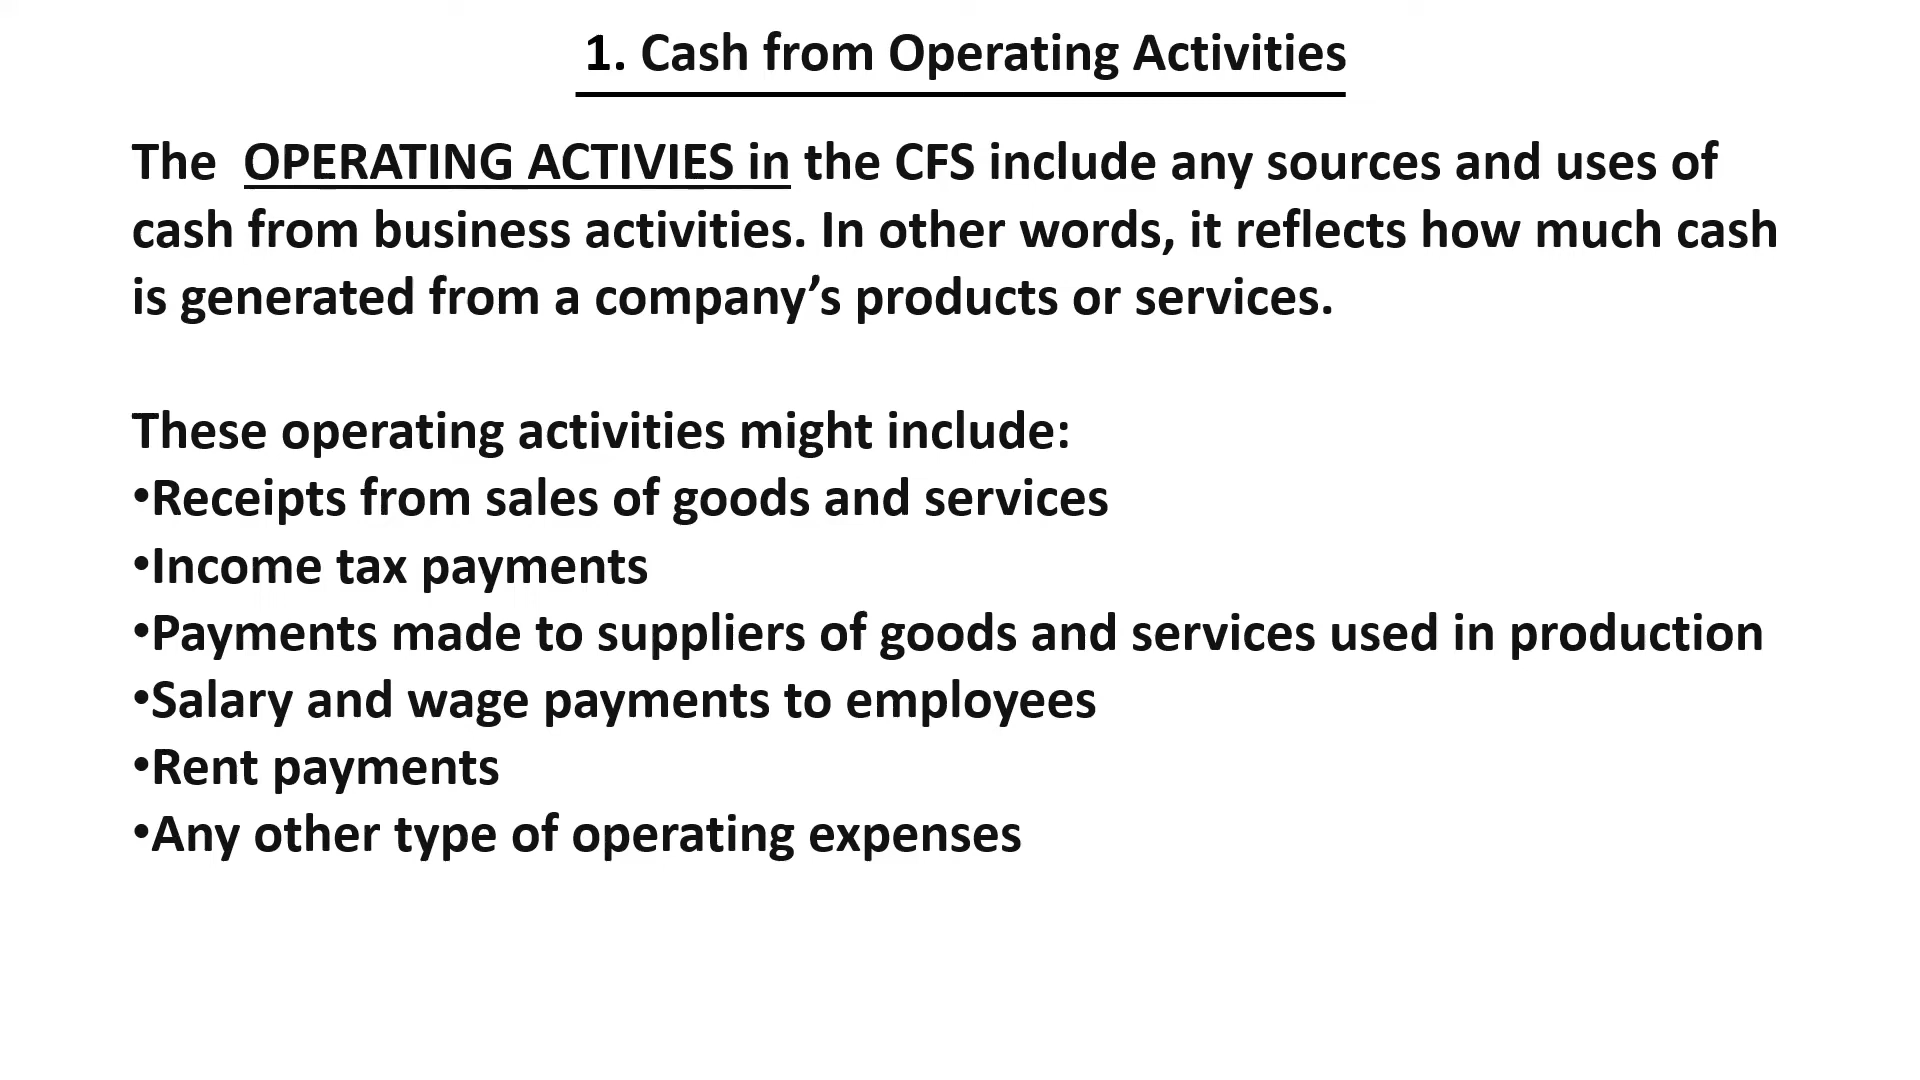 1. Cash from Operating Activities
The OPERATING ACTIVIES in the CFS include any sources and uses of
cash from business activities. In other words, it reflects how much cash
is generated from a company’s products or services.
These operating activities might include:
•Receipts from sales of goods and services
•Income tax payments
•Payments made to suppliers of goods and services used in production
•Salary and wage payments to employees
•Rent payments
•Any other type of operating expenses